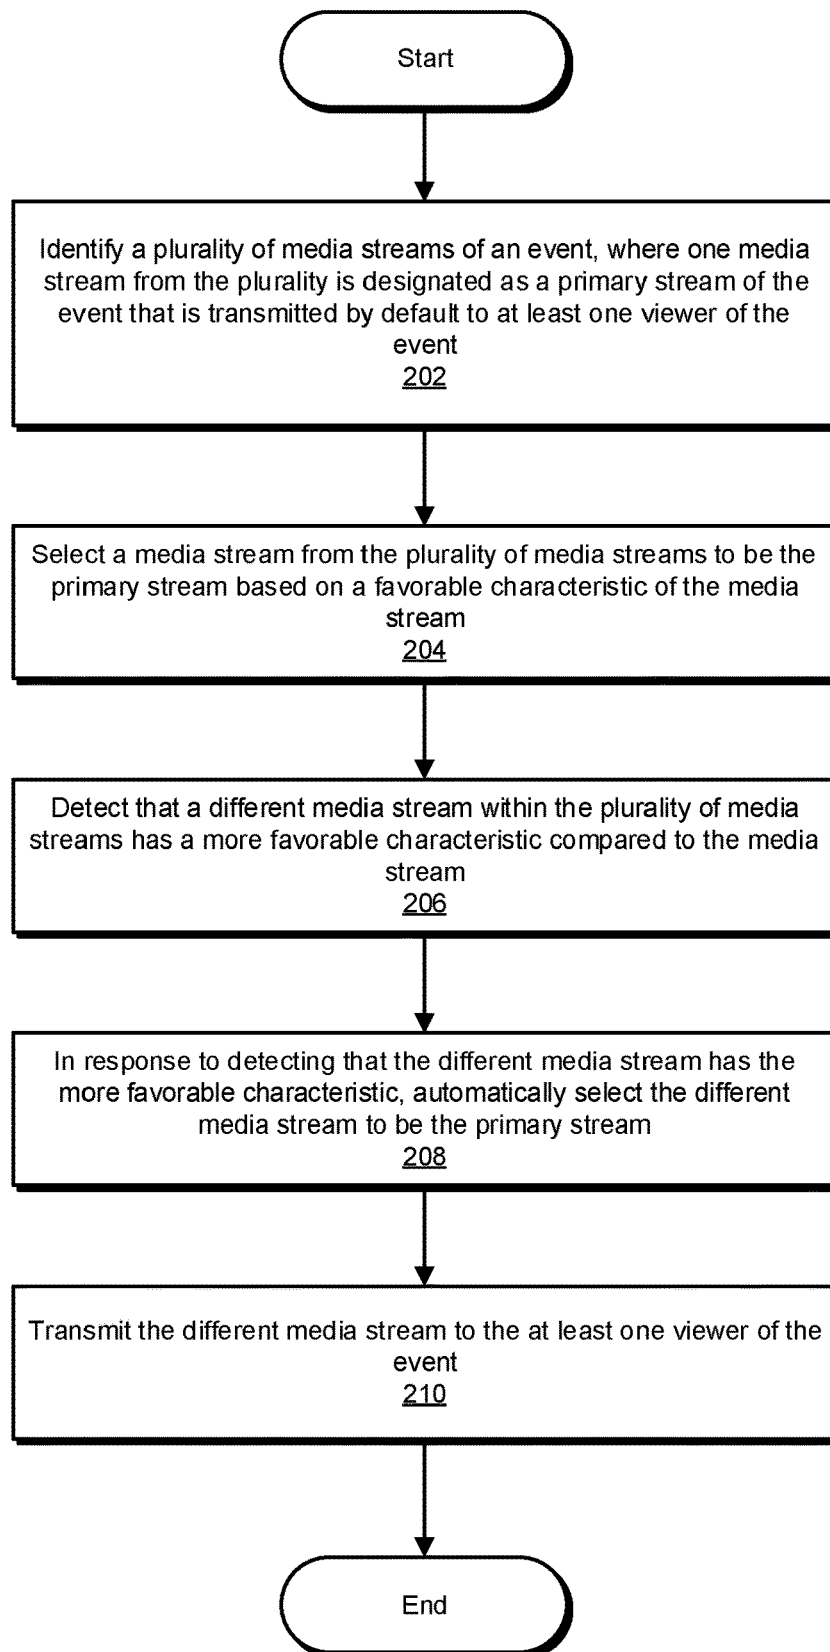 Start
Identify a plurality of media streams of an event, where one media
stream from the plurality is designated as a primary stream of the
event that is transmitted by default to at least one viewer of the
event
202
Select a media stream from the plurality of media streams to be the
primary stream based on a favorable characteristic of the media
stream
204
Detect that a different media stream within the plurality of media
streams has a more favorable characteristic compared to the media
stream
206
In response to detecting that the different media stream has the
more favorable characteristic, automatically select the different
media stream to be the primary stream
208
Transmit the different media stream to the at least one viewer of the
event
210
End